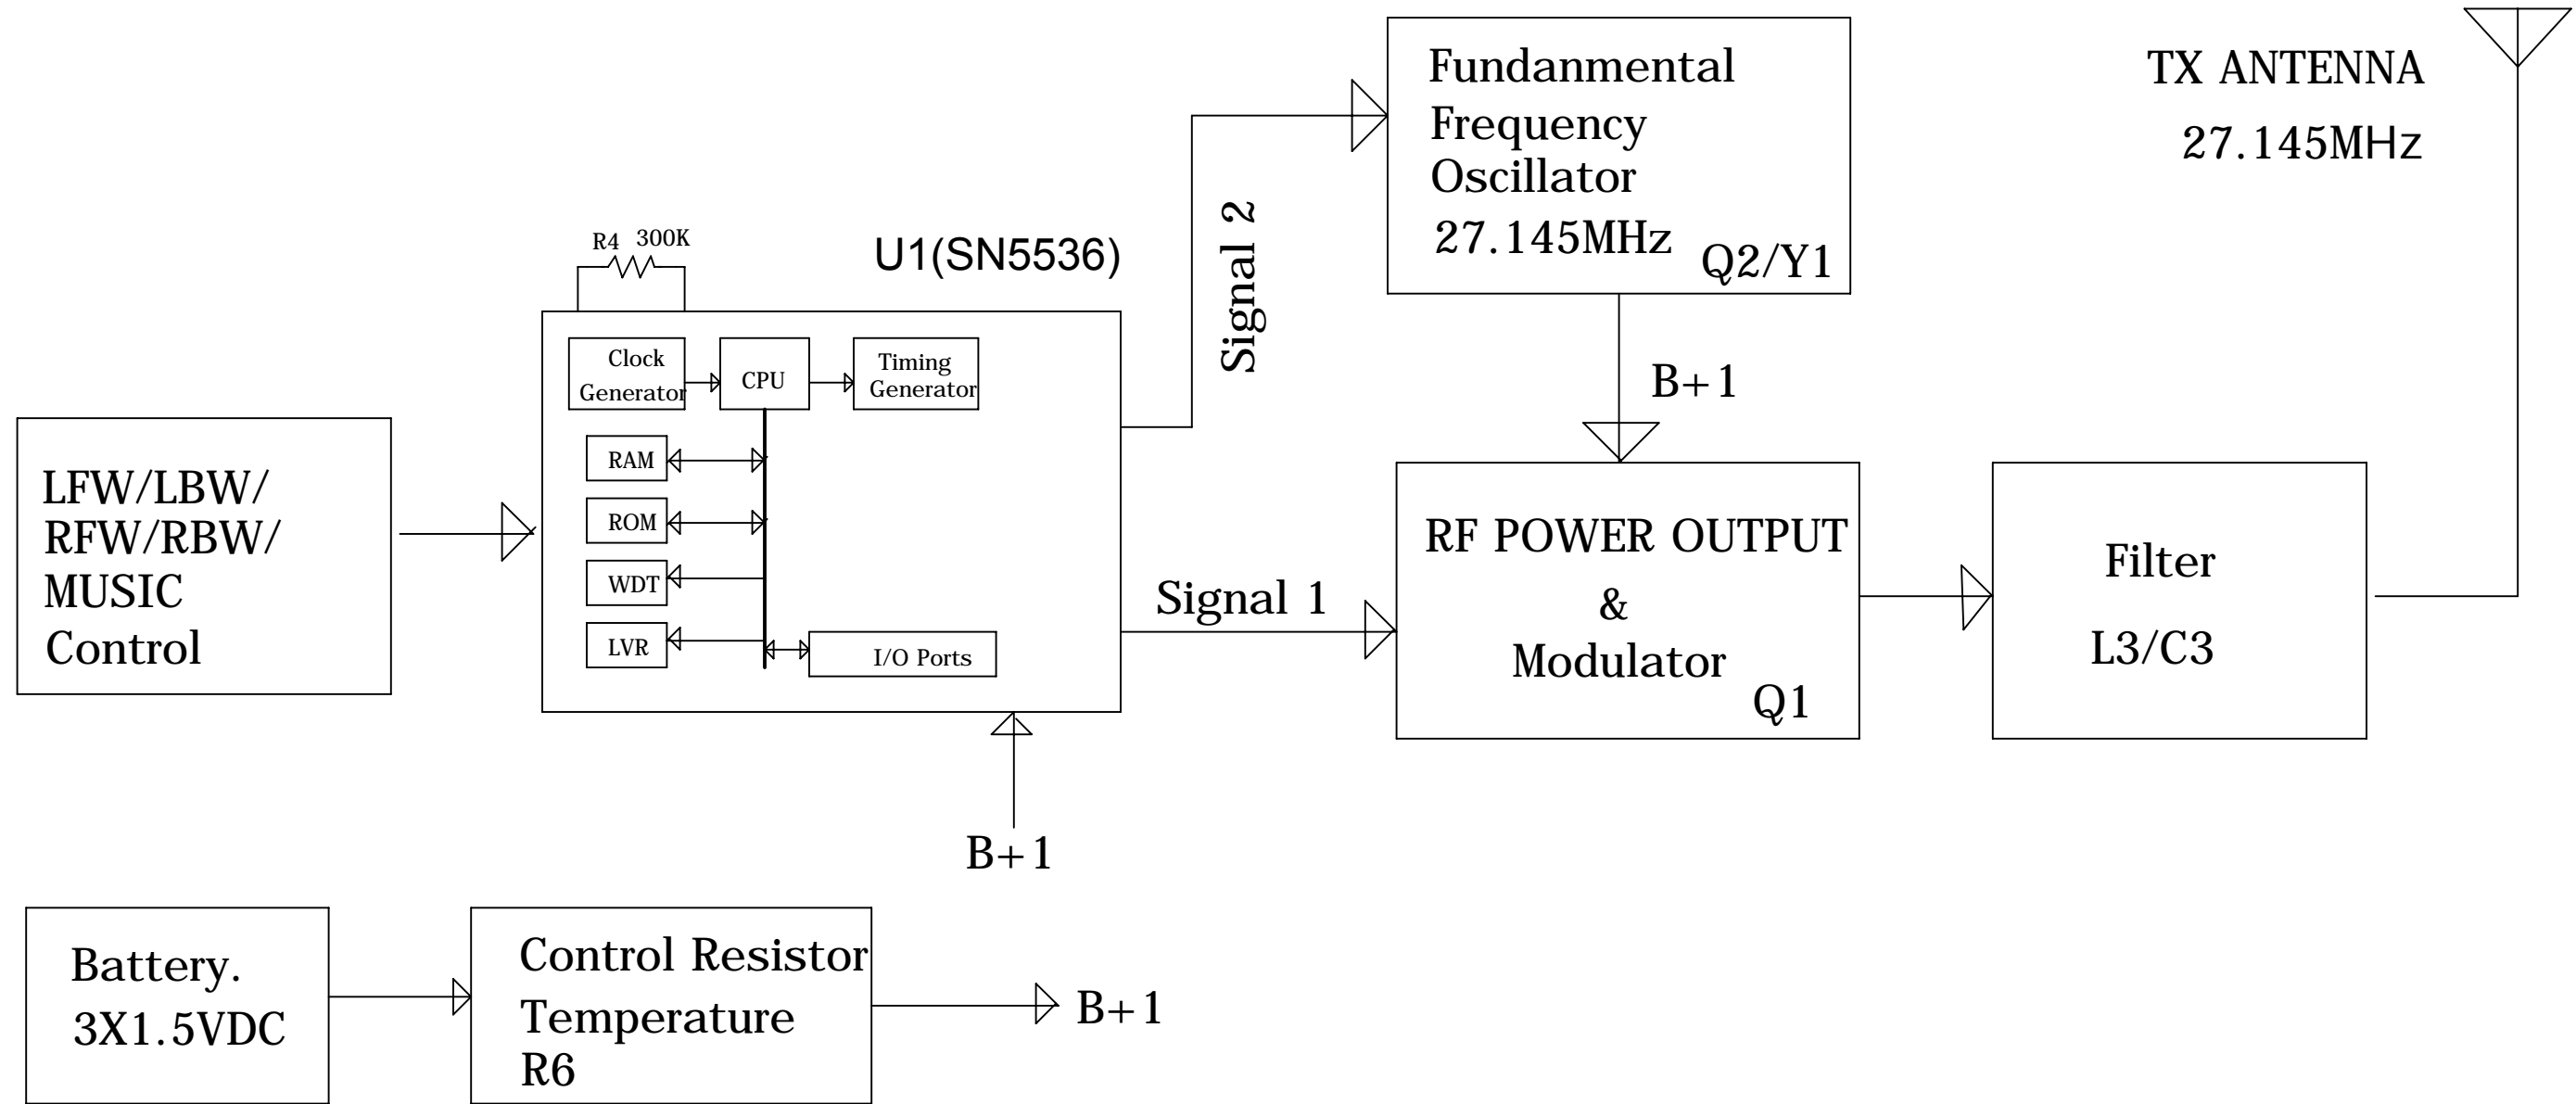 Fundanmental
Frequency
Oscillator
27.145MHz
Q2/Y1
TX ANTENNA
27.145MHz
Signal 2
R4 300K
U1(SN5536)
Clock
Generator
CPU
Timing
Generator
RAM
ROM
WDT
LVR
I/O Ports
LFW/LBW/
RFW/RBW/
MUSIC
Control
B+1
Signal 1
RF POWER OUTPUT
&
Modulator
Q1
Filter
L3/C3
B+1
Battery.
3X1.5VDC
Control Resistor
Temperature
R6
B+1